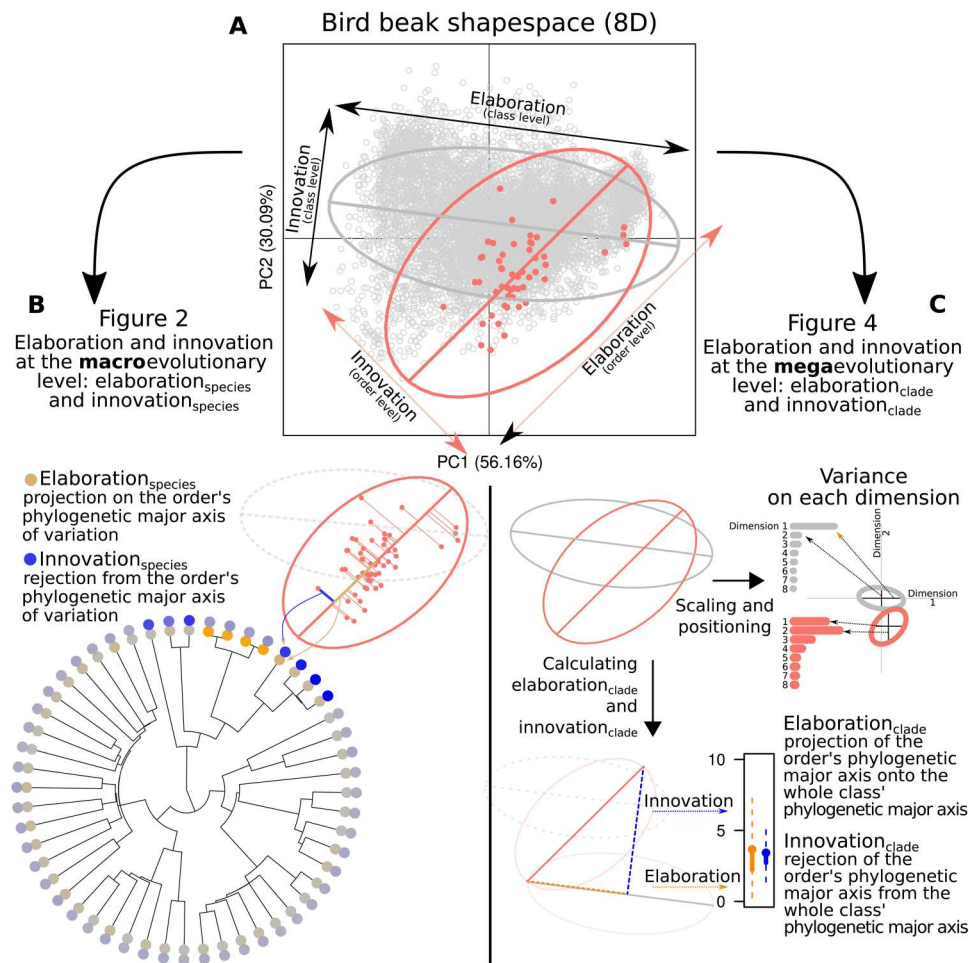 A
Bird beak shapespace (8D)
Elaboration
(class level)
Innovation
(class level)
PC2 (30.09%)
Innovation
(order level)
Elaboration
(order level)
PC1 (56.16%)
B
Figure 2
Elaboration and innovation
at the macroevolutionary
level: elaborationspecies
and innovationspecies
C
Figure 4
Elaboration and innovation
at the megaevolutionary
level: elaborationclade
and innovationclade
Elaborationspecies
projection on the order's
phylogenetic major axis
of variation
Innovationspecies
rejection from the order's
phylogenetic major axis
of variation
Variance
on each dimension
Dimension 1
2
3
4
5
6
7
8
Dimension
2
Dimension
1
1
2
3
4
5
6
7
8
Scaling and
positioning
Calculating
elaborationclade
and
innovationclade
Innovation
Elaboration
10
5
0
Elaborationclade
projection of the
order's phylogenetic
major axis onto the
whole class'
phylogenetic major axis
Innovationclade
rejection of the
order's phylogenetic
major axis from the
whole class'
phylogenetic major axis